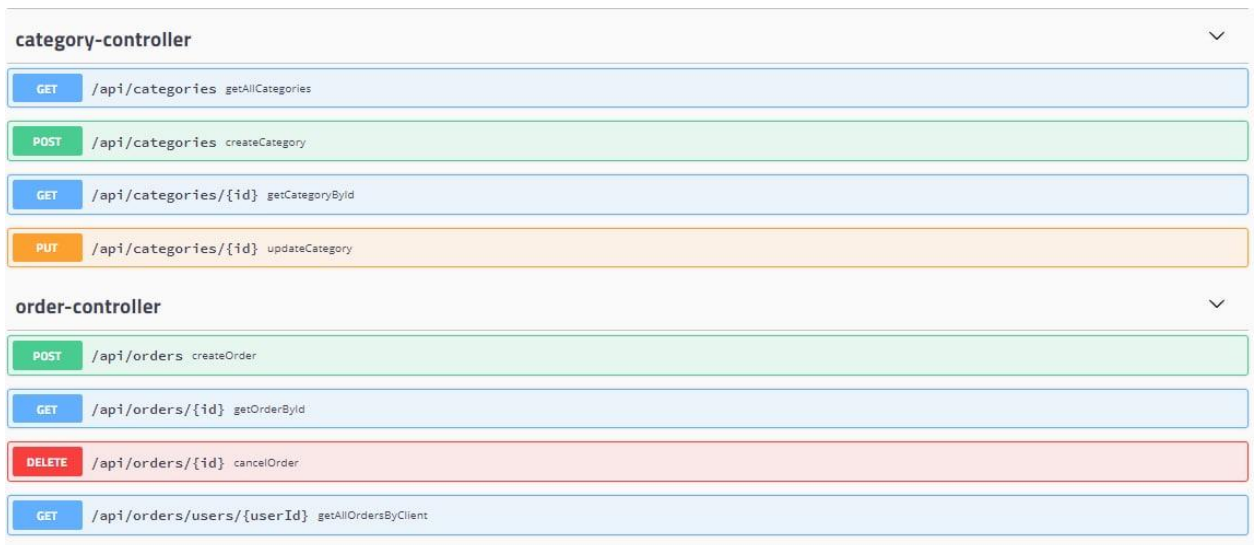 category-controller
GET /api/categories getAllCategories
POST /api/categories createCategory
GET /api/categories/{id} getCategoryById
PUT /api/categories/{id} updateCategory
order-controller
POST /api/orders createOrder
GET /api/orders/{id} getOrderById
DELETE /api/orders/{id} cancelOrder
GET /api/orders/users/{userId} getAllOrdersByClient